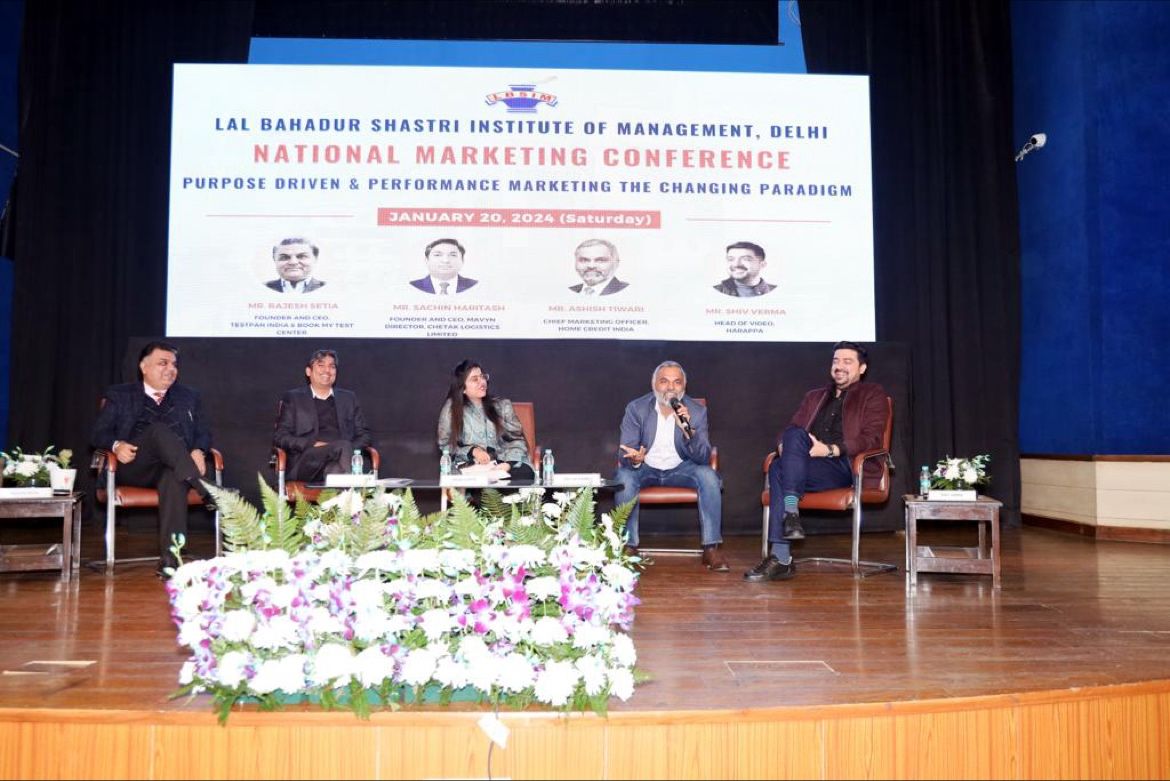 LBSIM
LAL BAHADUR SHASTRI INSTITUTE OF MANAGEMENT, DELHI
NATIONAL MARKETING CONFERENCE
PURPOSE DRIVEN & PERFORMANCE MARKETING THE CHANGING PARADIGM
JANUARY 20, 2024 (Saturday)
MR. RAJESH SETIA
FOUNDER AND CEO,
TESTPAN INDIA & BOOK MY TEST
CENTER
MR. SACHIN HARITASH
FOUNDER AND CEO, MAVYN
DIRECTOR, CHETAK LOGISTICS
LIMITED
MR. ASHISH TIWARI
CHIEF MARKETING OFFICER,
HOME CREDIT INDIA
MR. SHIV VERMA
HEAD OF VIDEO,
HARAPPA